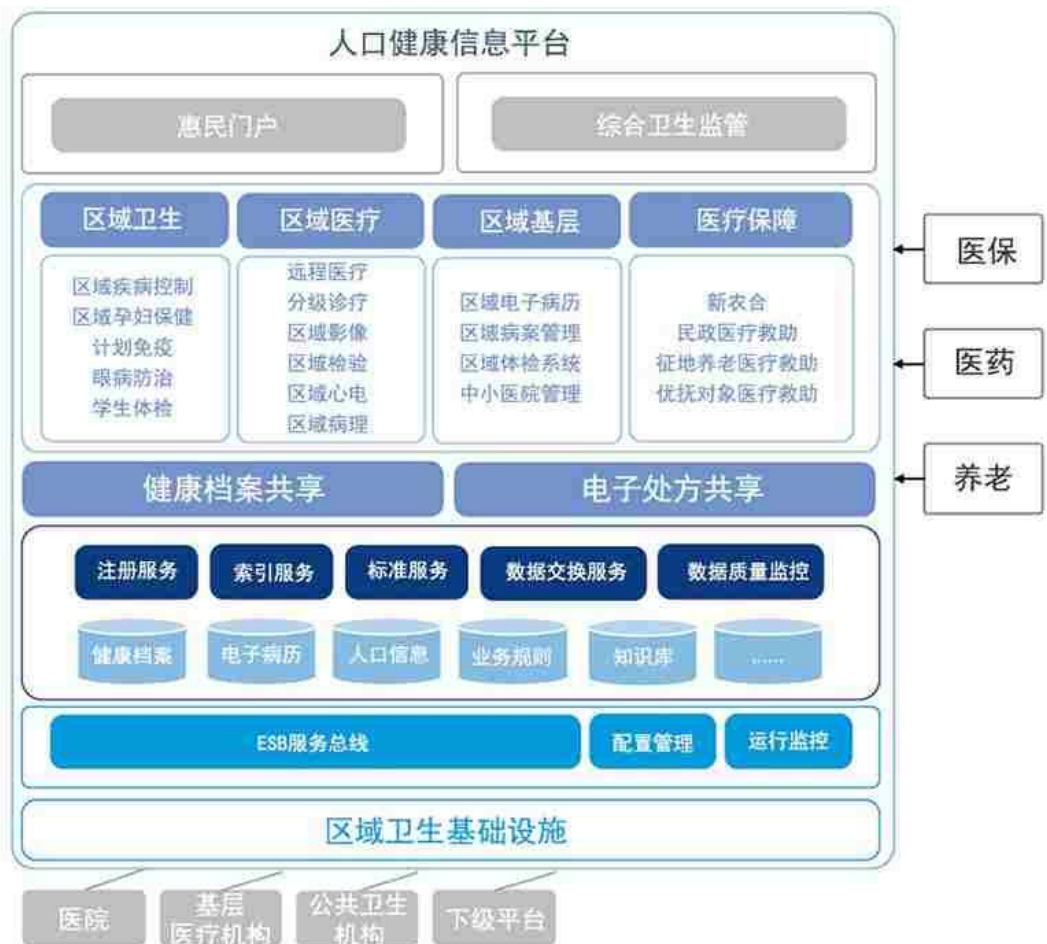 人口健康信息平台
惠民门户
综合卫生监管
区域卫生
区域疾病控制
区域孕妇保健
计划免疫
眼病防治
学生体检
区域医疗
远程医疗
分级诊疗
区域影像
区域检验
区域心电
区域病理
区域基层
区域电子病历
区域病案管理
区域体检系统
中小医院管理
医疗保障
新农合
民政医疗救助
征地养老医疗救助
优抚对象医疗救助
医保
医药
养老
健康档案共享
电子处方共享
注册服务
索引服务
标准服务
数据交换服务
数据质量监控
健康档案
电子病历
人口信息
业务规则
知识库
......
ESB服务总线
配置管理
运行监控
区域卫生基础设施
医院
基层
医疗机构
公共卫生
机构
下级平台